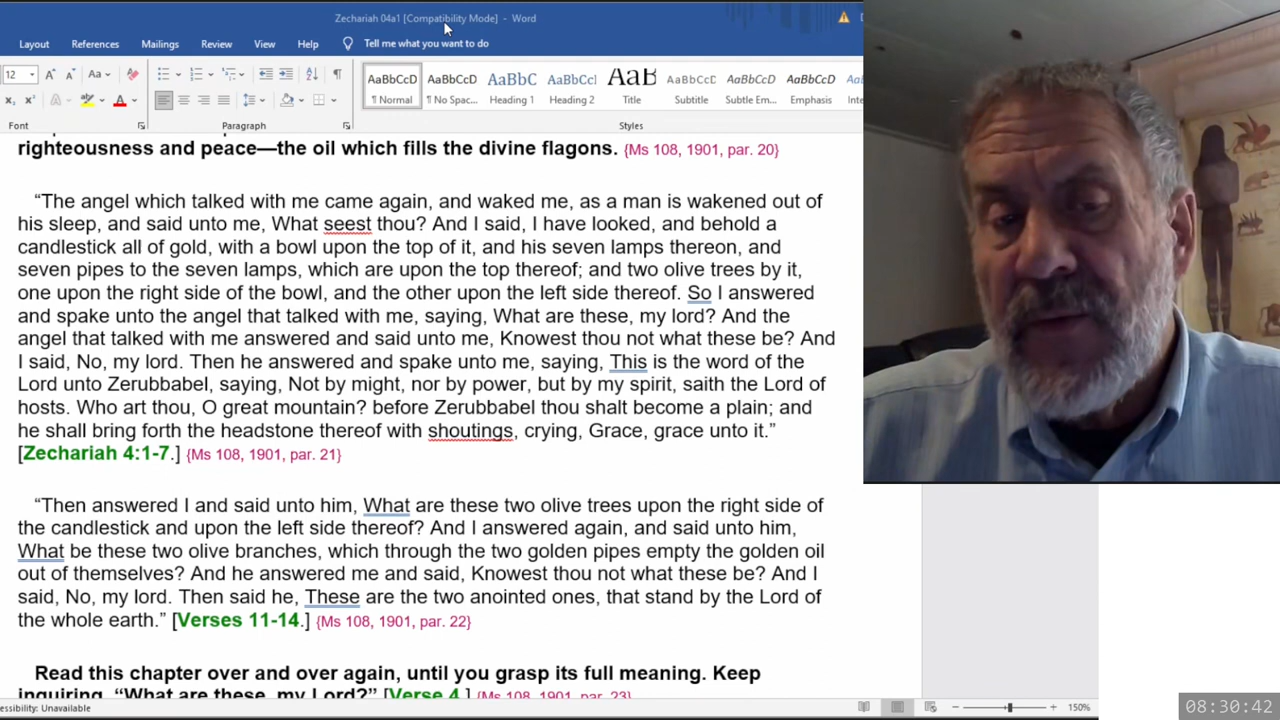 Zechariah 04a1 [Compatibility Mode] - Word
Layout References Mailings Review View Help Tell me what you want to do
12 Aa
AaBbCcD AaBbCcD AaBbC AaBbCcI AaB AaBbCcD AaBbCcD AaBbCcD
¶ Normal ¶ No Spac... Heading 1 Heading 2 Title Subtitle Subtle Em... Emphasis
Font Paragraph Styles
righteousness and peace—the oil which fills the divine flagons. {Ms 108, 1901, par. 20}
“The angel which talked with me came again, and waked me, as a man is wakened out of
his sleep, and said unto me, What seest thou? And I said, I have looked, and behold a
candlestick all of gold, with a bowl upon the top of it, and his seven lamps thereon, and
seven pipes to the seven lamps, which are upon the top thereof; and two olive trees by it,
one upon the right side of the bowl, and the other upon the left side thereof. So I answered
and spake unto the angel that talked with me, saying, What are these, my lord? And the
angel that talked with me answered and said unto me, Knowest thou not what these be? And
I said, No, my lord. Then he answered and spake unto me, saying, This is the word of the
Lord unto Zerubbabel, saying, Not by might, nor by power, but by my spirit, saith the Lord of
hosts. Who art thou, O great mountain? before Zerubbabel thou shalt become a plain; and
he shall bring forth the headstone thereof with shoutings, crying, Grace, grace unto it.”
[Zechariah 4:1-7.] {Ms 108, 1901, par. 21}
“Then answered I and said unto him, What are these two olive trees upon the right side of
the candlestick and upon the left side thereof? And I answered again, and said unto him,
What be these two olive branches, which through the two golden pipes empty the golden oil
out of themselves? And he answered me and said, Knowest thou not what these be? And I
said, No, my lord. Then said he, These are the two anointed ones, that stand by the Lord of
the whole earth.” [Verses 11-14.] {Ms 108, 1901, par. 22}
Read this chapter over and over again, until you grasp its full meaning. Keep
inquiring, “What are these, my Lord?” [Verse 4.] {Ms 108, 1901, par. 23}
Unavailable 150%
08:30:42